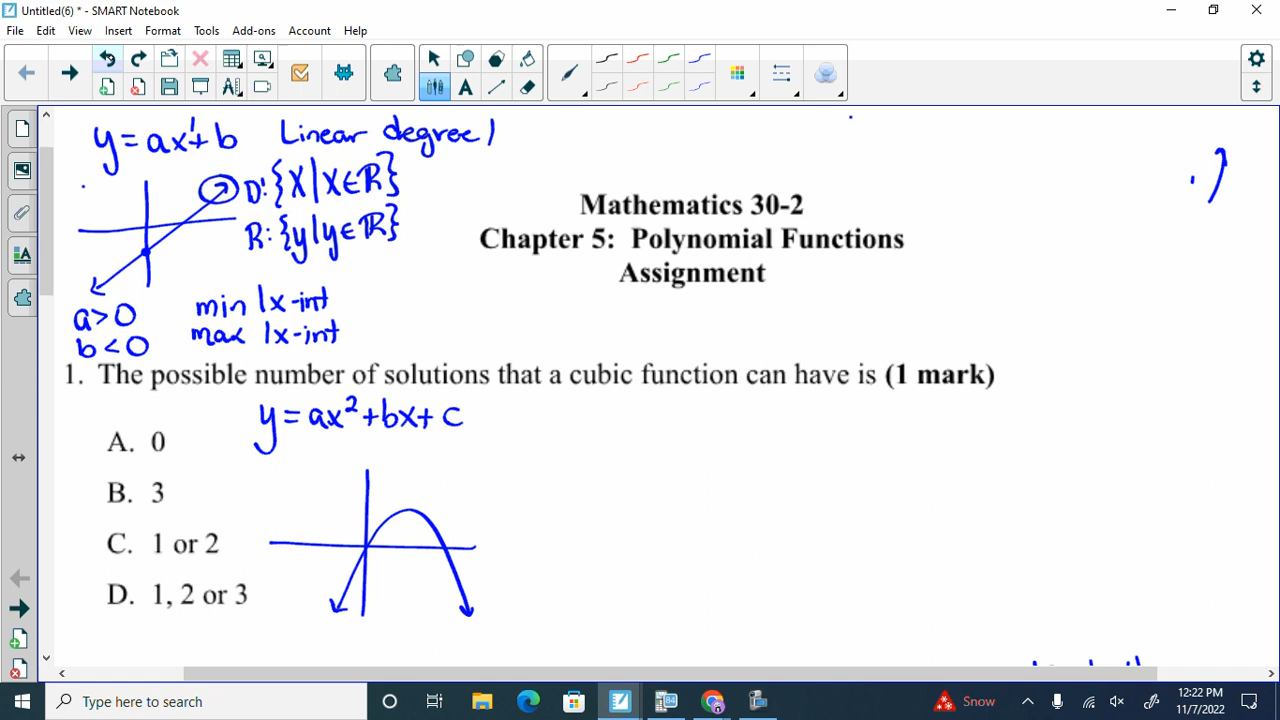 Untitled(6) * - SMART Notebook
File Edit View Insert Format Tools Add-ons Account Help
y = ax¹ + b Linear degree 1
D: {x | x ∈ ℝ}
R: {y | y ∈ ℝ}
a > 0
b < 0
min 1 x-int
max 1 x-int
Mathematics 30-2
Chapter 5: Polynomial Functions
Assignment
1. The possible number of solutions that a cubic function can have is (1 mark)
y = ax² + bx + c
A. 0
B. 3
C. 1 or 2
D. 1, 2 or 3
Type here to search
Snow
12:22 PM
11/7/2022